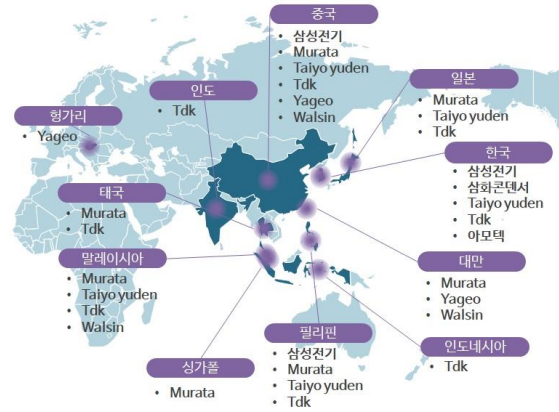 중국
• 삼성전기
• Murata
• Taiyo yuden
• Tdk
• Yageo
• Walsin
인도
• Tdk
일본
• Murata
• Taiyo yuden
• Tdk
헝가리
• Yageo
한국
• 삼성전기
• 삼화콘덴서
• Taiyo yuden
• Tdk
• 아모텍
태국
• Murata
• Tdk
말레이시아
• Murata
• Taiyo yuden
• Tdk
• Walsin
대만
• Murata
• Yageo
• Walsin
필리핀
• 삼성전기
• Murata
• Taiyo yuden
• Tdk
인도네시아
• Tdk
싱가폴
• Murata